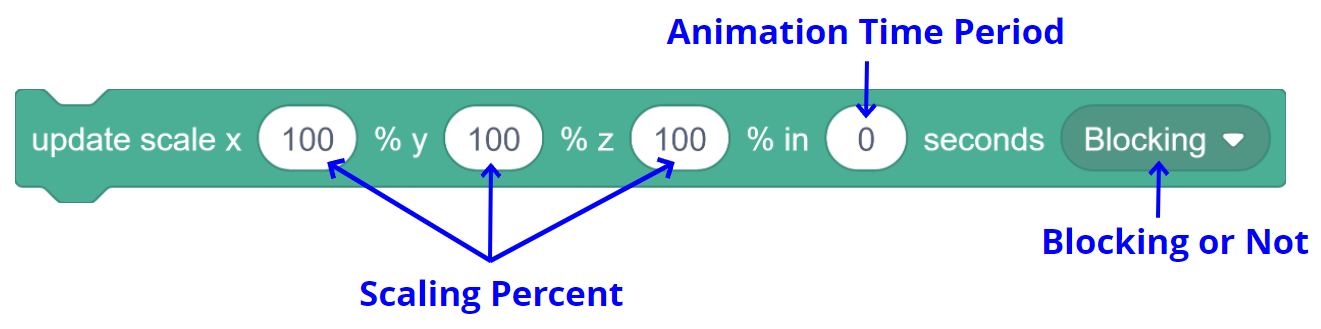 Animation Time Period
update scale x 100 % y 100 % z 100 % in 0 seconds Blocking
Blocking or Not
Scaling Percent